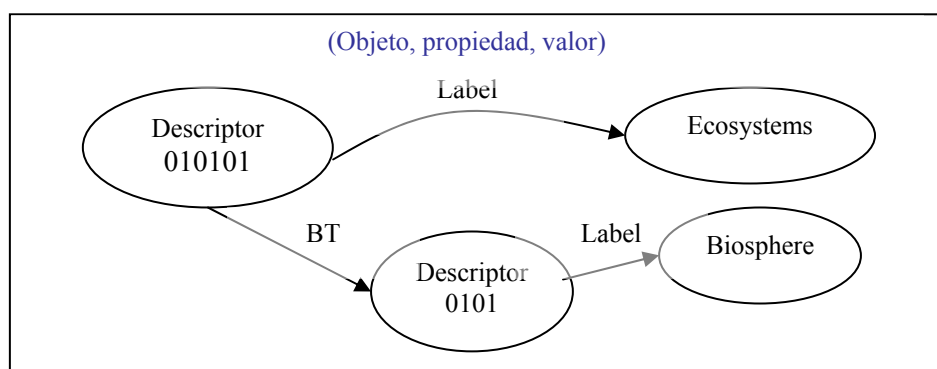 (Objeto, propiedad, valor)
Label
Descriptor
010101
Ecosystems
BT
Label
Descriptor
0101
Biosphere